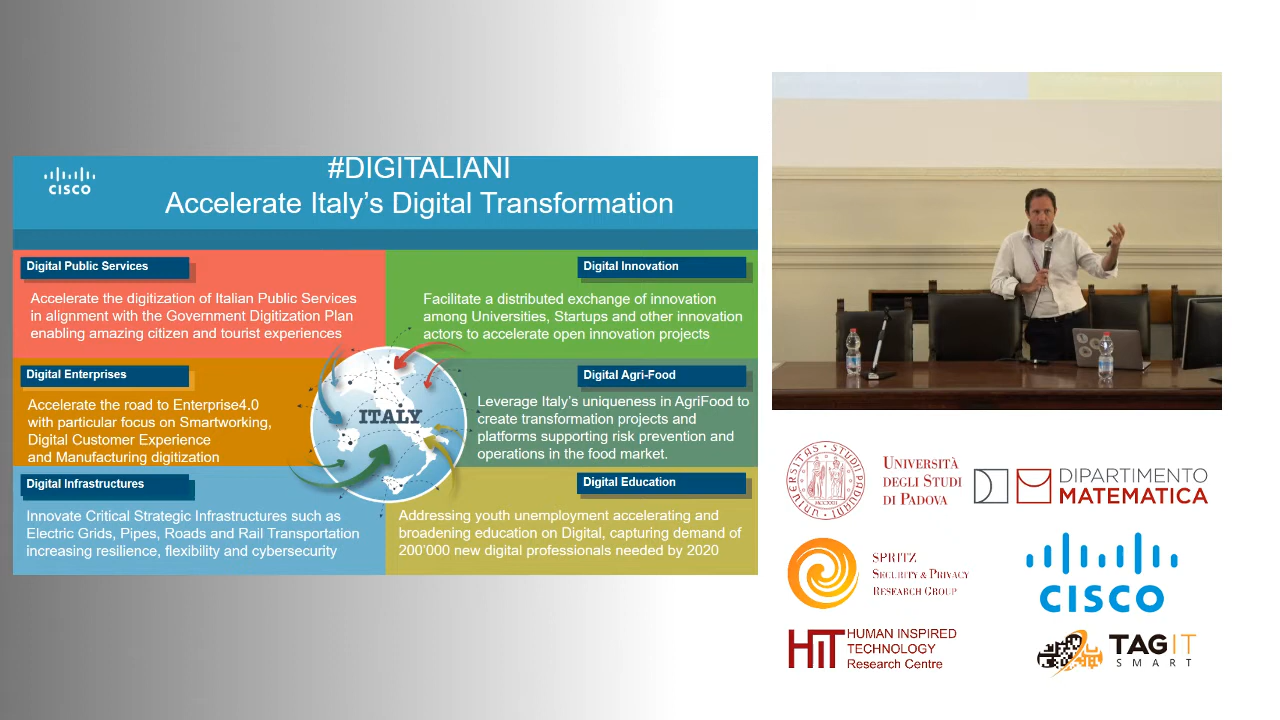 CISCO
#DIGITALIANI
Accelerate Italy's Digital Transformation
Digital Public Services
Accelerate the digitization of Italian Public Services
in alignment with the Government Digitization Plan
enabling amazing citizen and tourist experiences
Digital Innovation
Facilitate a distributed exchange of innovation
among Universities, Startups and other innovation
actors to accelerate open innovation projects
Digital Enterprises
Accelerate the road to Enterprise4.0
with particular focus on Smartworking,
Digital Customer Experience
and Manufacturing digitization
ITALY
Digital Agri-Food
Leverage Italy's uniqueness in AgriFood to
create transformation projects and
platforms supporting risk prevention and
operations in the food market.
Digital Infrastructures
Innovate Critical Strategic Infrastructures such as
Electric Grids, Pipes, Roads and Rail Transportation
increasing resilience, flexibility and cybersecurity
Digital Education
Addressing youth unemployment accelerating and
broadening education on Digital, capturing demand of
200'000 new digital professionals needed by 2020
UNIVERSITÀ
DEGLI STUDI
DI PADOVA
DIPARTIMENTO
MATEMATICA
SPRITZ
SECURITY & PRIVACY
RESEARCH GROUP
CISCO
HIT
HUMAN INSPIRED
TECHNOLOGY
Research Centre
TAGIT
SMART